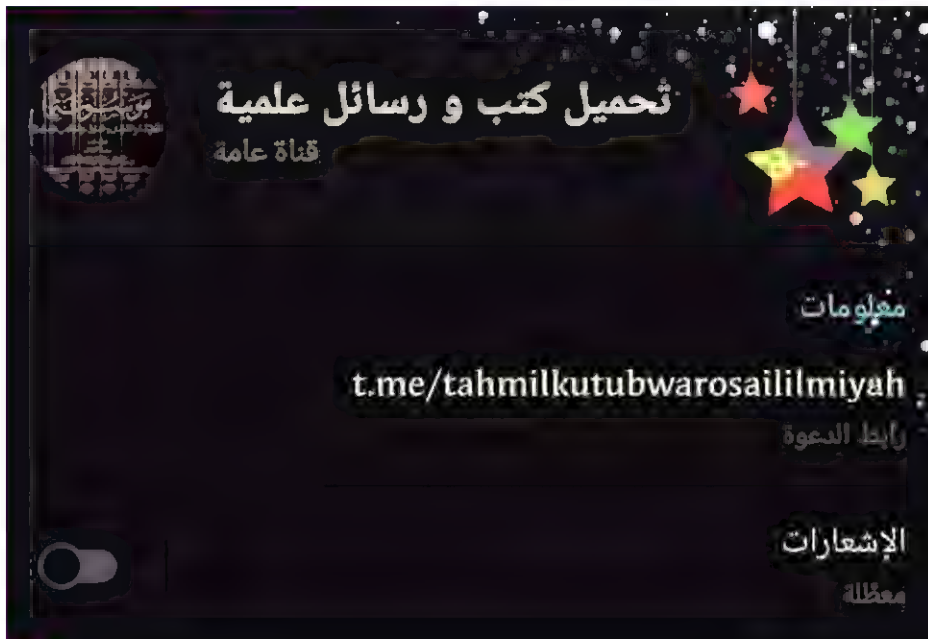 تحميل كتب و رسائل علمية
قناة عامة
معلومات
t.me/tahmilkutubwarosaililmiyah
رابط الدعوة
الإشعارات
معطلة